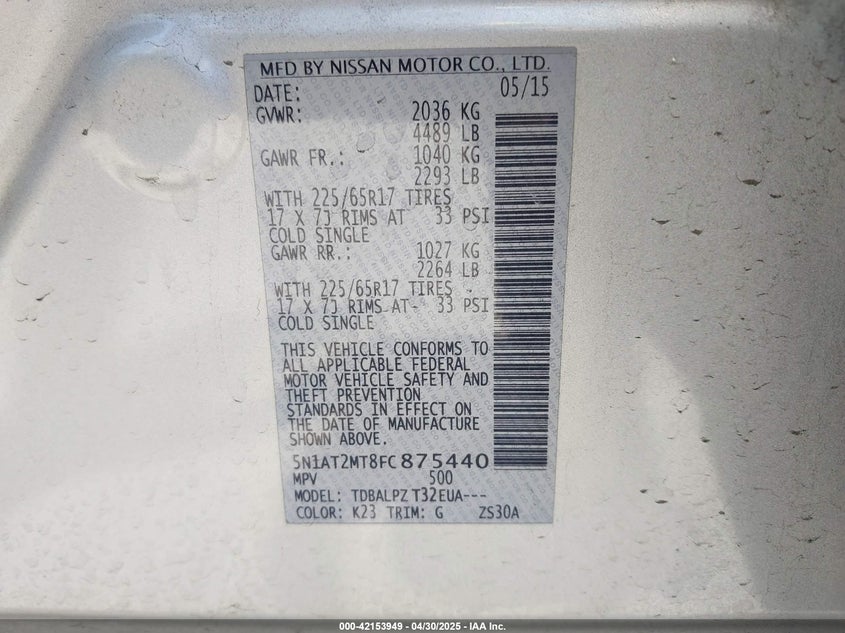 MFD BY NISSAN MOTOR CO., LTD.
DATE: 05/15
GVWR: 2036 KG
4489 LB
GAWR FR.: 1040 KG
2293 LB
WITH 225/65R17 TIRES
17 X 7J RIMS AT 33 PSI
COLD SINGLE
GAWR RR.: 1027 KG
2264 LB
WITH 225/65R17 TIRES
17 X 7J RIMS AT 33 PSI
COLD SINGLE
THIS VEHICLE CONFORMS TO
ALL APPLICABLE FEDERAL
MOTOR VEHICLE SAFETY AND
THEFT PREVENTION
STANDARDS IN EFFECT ON
THE DATE OF MANUFACTURE
SHOWN ABOVE.
5N1AT2MT8FC875440
MPV 500
MODEL: TDBALPZ T32EUA---
COLOR: K23 TRIM: G ZS30A
000-42153949 - 04/30/2025 - IAA Inc.